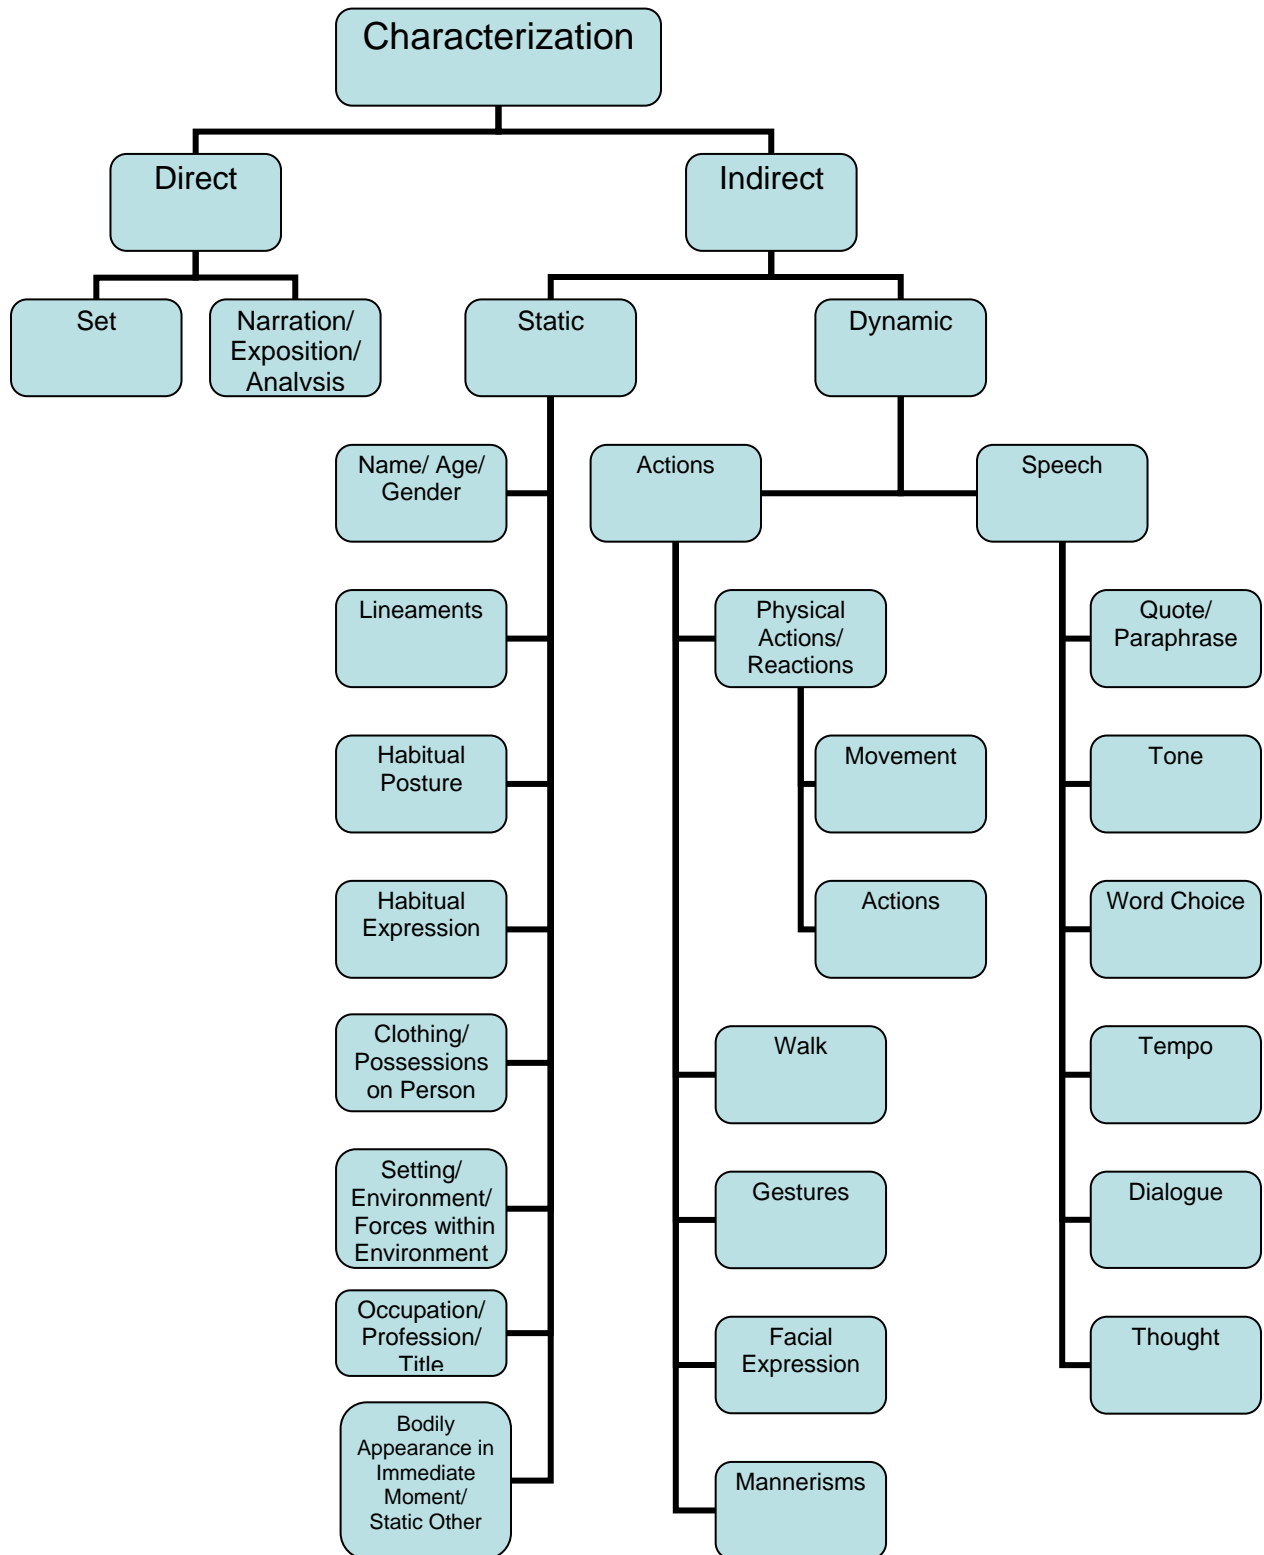 Characterization
Direct
Indirect
Set
Narration/
Exposition/
Analysis
Static
Dynamic
Name/ Age/
Gender
Actions
Speech
Lineaments
Physical
Actions/
Reactions
Quote/
Paraphrase
Habitual
Posture
Movement
Tone
Habitual
Expression
Actions
Word Choice
Clothing/
Possessions
on Person
Walk
Tempo
Setting/
Environment/
Forces within
Environment
Gestures
Dialogue
Occupation/
Profession/
Title
Facial
Expression
Thought
Bodily
Appearance in
Immediate
Moment/
Static Other
Mannerisms